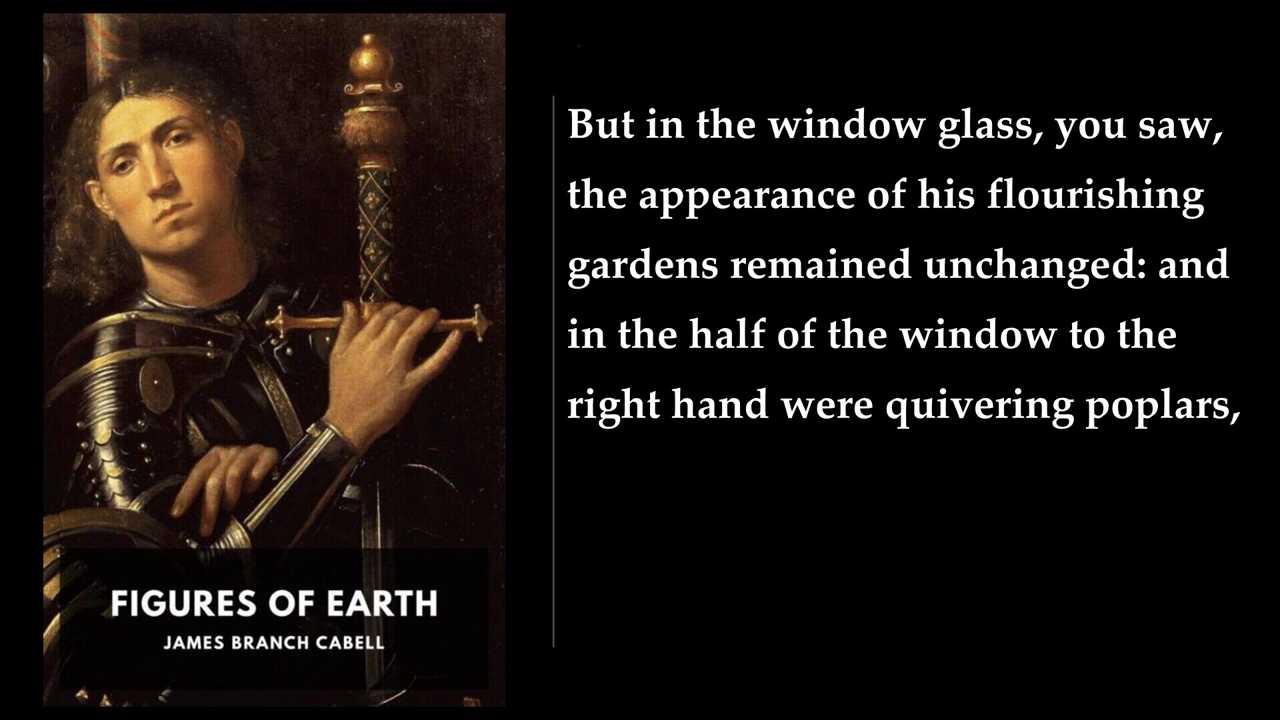 But in the window glass, you saw,
the appearance of his flourishing
gardens remained unchanged: and
in the half of the window to the
right hand were quivering poplars,
FIGURES OF EARTH
JAMES BRANCH CABELL